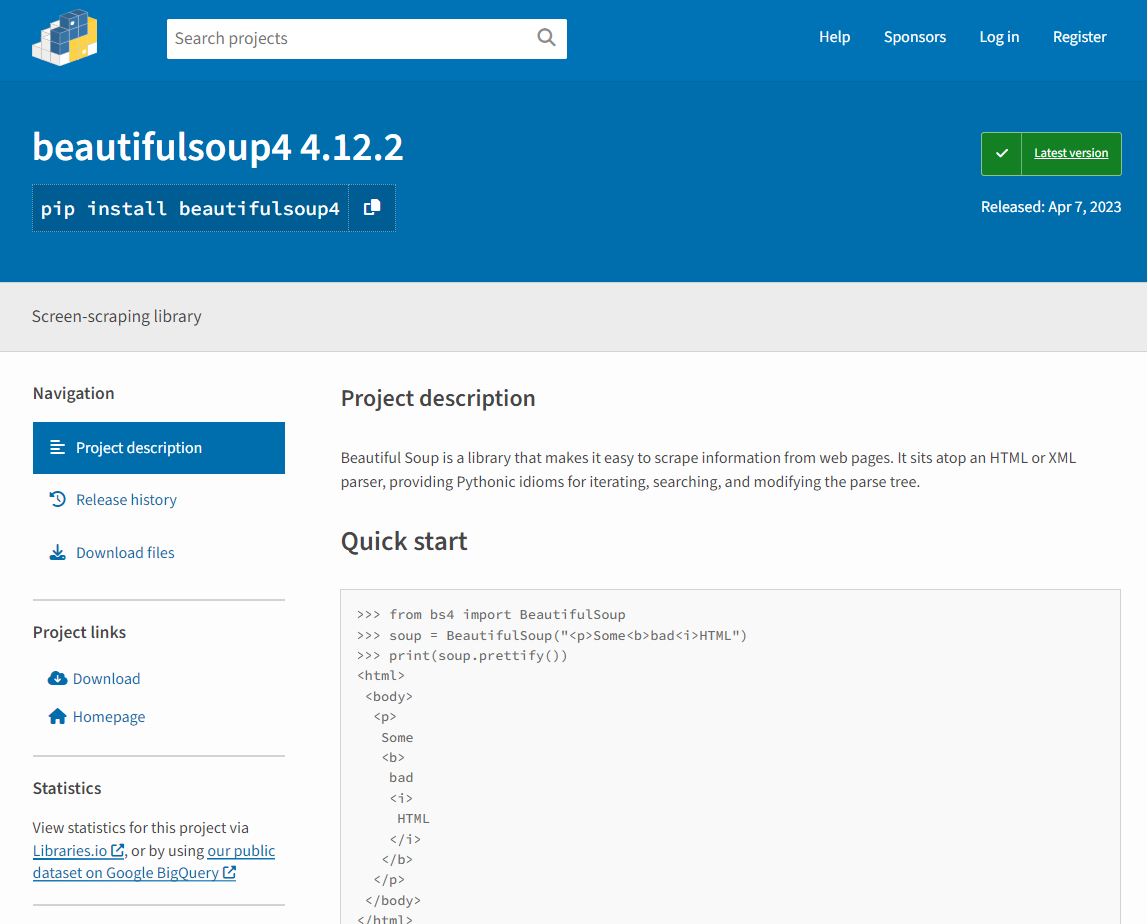 Search projects
Help
Sponsors
Log in
Register
beautifulsoup4 4.12.2
pip install beautifulsoup4
Latest version
Released: Apr 7, 2023
Screen-scraping library
Navigation
Project description
Release history
Download files
Project links
Download
Homepage
Statistics
View statistics for this project via
Libraries.io, or by using our public
dataset on Google BigQuery
Project description
Beautiful Soup is a library that makes it easy to scrape information from web pages. It sits atop an HTML or XML
parser, providing Pythonic idioms for iterating, searching, and modifying the parse tree.
Quick start
>>> from bs4 import BeautifulSoup
>>> soup = BeautifulSoup("<p>Some<b>bad<i>HTML")
>>> print(soup.prettify())
<html>
 <body>
  <p>
   Some
   <b>
    bad
    <i>
     HTML
    </i>
   </b>
  </p>
 </body>
</html>